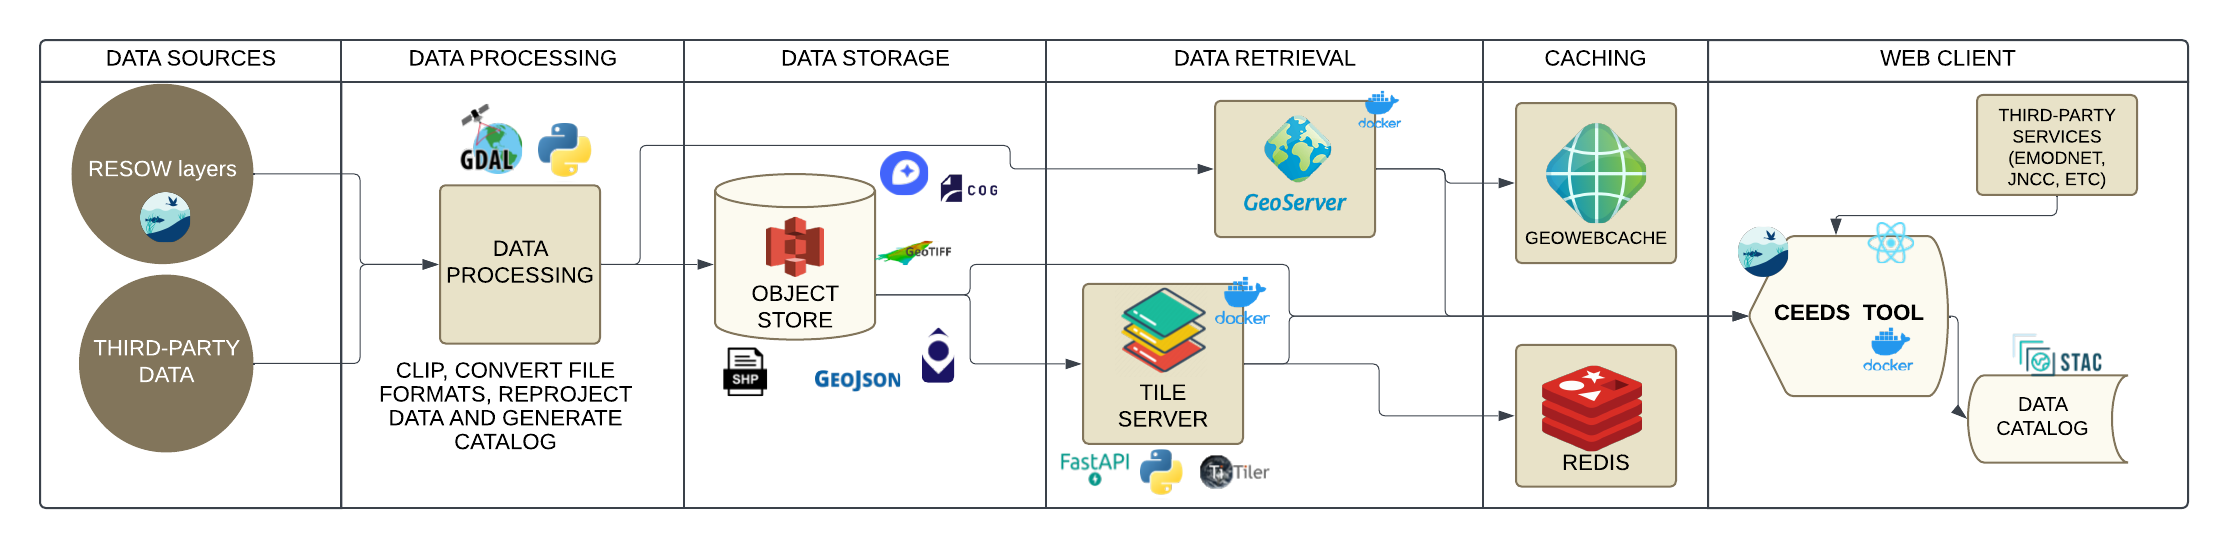 DATA SOURCES
DATA PROCESSING
DATA STORAGE
DATA RETRIEVAL
CACHING
WEB CLIENT
RESOW layers
THIRD-PARTY
DATA
GDAL
DATA
PROCESSING
CLIP, CONVERT FILE
FORMATS, REPROJECT
DATA AND GENERATE
CATALOG
OBJECT
STORE
COG
GeoTIFF
SHP
GeoJson
docker
GeoServer
docker
TILE
SERVER
FastAPI
TiTiler
GEOWEBCACHE
REDIS
THIRD-PARTY
SERVICES
(EMODNET,
JNCC, ETC)
CEEDS TOOL
docker
STAC
DATA
CATALOG